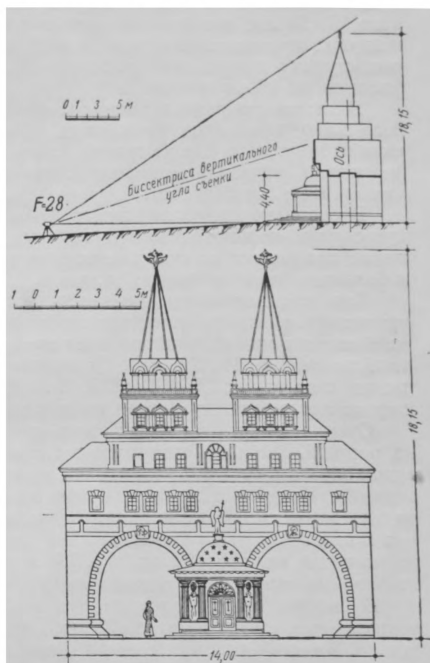 0 1 3 5 м
18,15
Ось
биссектриса вертикального
угла съемки
4,40
F=28
1 0 1 2 3 4 5м
18,15
14,00